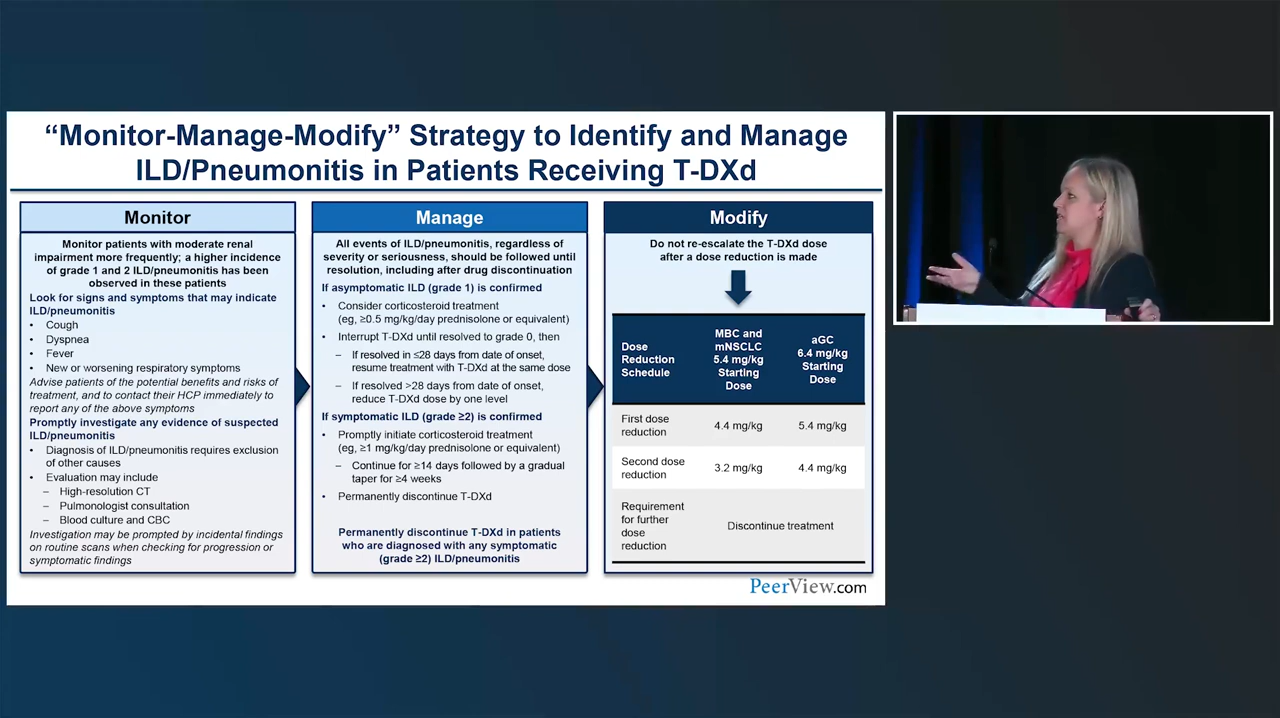 “Monitor-Manage-Modify” Strategy to Identify and Manage
ILD/Pneumonitis in Patients Receiving T-DXd
Monitor
Monitor patients with moderate renal
impairment more frequently; a higher incidence
of grade 1 and 2 ILD/pneumonitis has been
observed in these patients
Look for signs and symptoms that may indicate
ILD/pneumonitis
• Cough
• Dyspnea
• Fever
• New or worsening respiratory symptoms
Advise patients of the potential benefits and risks of
treatment, and to contact their HCP immediately to
report any of the above symptoms
Promptly investigate any evidence of suspected
ILD/pneumonitis
• Diagnosis of ILD/pneumonitis requires exclusion
of other causes
• Evaluation may include
– High-resolution CT
– Pulmonologist consultation
– Blood culture and CBC
Investigation may be prompted by incidental findings
on routine scans when checking for progression or
symptomatic findings
Manage
All events of ILD/pneumonitis, regardless of
severity or seriousness, should be followed until
resolution, including after drug discontinuation
If asymptomatic ILD (grade 1) is confirmed
• Consider corticosteroid treatment
(eg, ≥0.5 mg/kg/day prednisolone or equivalent)
• Interrupt T-DXd until resolved to grade 0, then
– If resolved in ≤28 days from date of onset,
resume treatment with T-DXd at the same dose
– If resolved >28 days from date of onset,
reduce T-DXd dose by one level
If symptomatic ILD (grade ≥2) is confirmed
• Promptly initiate corticosteroid treatment
(eg, ≥1 mg/kg/day prednisolone or equivalent)
– Continue for ≥14 days followed by a gradual
taper for ≥4 weeks
• Permanently discontinue T-DXd
Permanently discontinue T-DXd in patients
who are diagnosed with any symptomatic
(grade ≥2) ILD/pneumonitis
Modify
Do not re-escalate the T-DXd dose
after a dose reduction is made
Dose
Reduction
Schedule
MBC and
mNSCLC
5.4 mg/kg
Starting
Dose
aGC
6.4 mg/kg
Starting
Dose
First dose
reduction
4.4 mg/kg
5.4 mg/kg
Second dose
reduction
3.2 mg/kg
4.4 mg/kg
Requirement
for further
dose
reduction
Discontinue treatment
PeerView.com